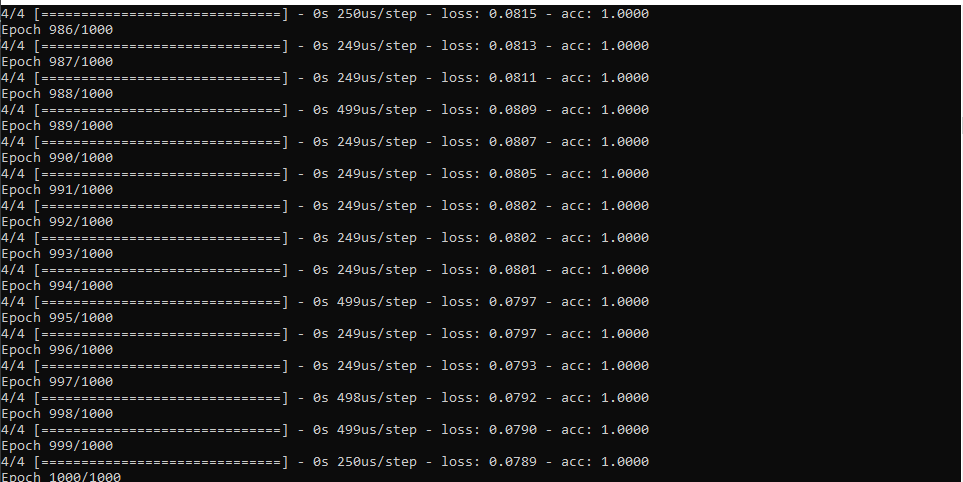 4/4 [==============================] - 0s 250us/step - loss: 0.0815 - acc: 1.0000
Epoch 986/1000
4/4 [==============================] - 0s 249us/step - loss: 0.0813 - acc: 1.0000
Epoch 987/1000
4/4 [==============================] - 0s 249us/step - loss: 0.0811 - acc: 1.0000
Epoch 988/1000
4/4 [==============================] - 0s 499us/step - loss: 0.0809 - acc: 1.0000
Epoch 989/1000
4/4 [==============================] - 0s 249us/step - loss: 0.0807 - acc: 1.0000
Epoch 990/1000
4/4 [==============================] - 0s 249us/step - loss: 0.0805 - acc: 1.0000
Epoch 991/1000
4/4 [==============================] - 0s 249us/step - loss: 0.0802 - acc: 1.0000
Epoch 992/1000
4/4 [==============================] - 0s 249us/step - loss: 0.0802 - acc: 1.0000
Epoch 993/1000
4/4 [==============================] - 0s 249us/step - loss: 0.0801 - acc: 1.0000
Epoch 994/1000
4/4 [==============================] - 0s 499us/step - loss: 0.0797 - acc: 1.0000
Epoch 995/1000
4/4 [==============================] - 0s 249us/step - loss: 0.0797 - acc: 1.0000
Epoch 996/1000
4/4 [==============================] - 0s 249us/step - loss: 0.0793 - acc: 1.0000
Epoch 997/1000
4/4 [==============================] - 0s 498us/step - loss: 0.0792 - acc: 1.0000
Epoch 998/1000
4/4 [==============================] - 0s 499us/step - loss: 0.0790 - acc: 1.0000
Epoch 999/1000
4/4 [==============================] - 0s 250us/step - loss: 0.0789 - acc: 1.0000
Epoch 1000/1000